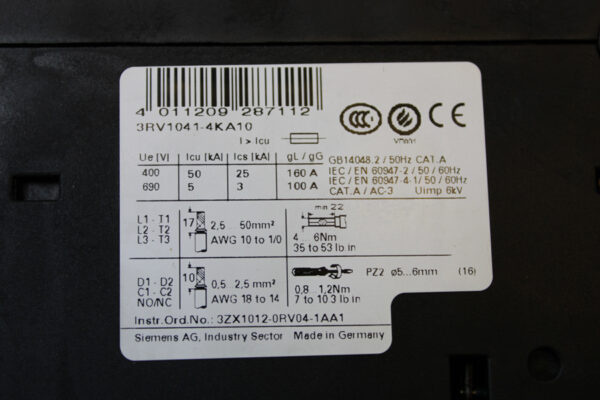 4 011209 287112
3RV1041-4KA10
I > Icu
Ue [V] Icu [kA] Ics [kA] gL / gG
400 50 25 160 A
690 5 3 100 A
CCC
CE
GB14048.2 / 50Hz CAT.A
IEC / EN 60947-2 / 50 / 60Hz
IEC / EN 60947-4-1/ 50 / 60Hz
CAT.A / AC-3 Uimp 6kV
L1 - T1
L2 - T2
L3 - T3
17
2,5 ... 50mm²
AWG 10 to 1/0
min 22
4 ... 6Nm
35 to 53 lb in
D1 - D2
C1 - C2
NO/NC
10
0,5 ... 2,5 mm²
AWG 18 to 14
PZ2 ø5...6mm (16)
0,8 ... 1,2Nm
7 to 10.3 lb in
Instr.Ord.No.: 3ZX1012-0RV04-1AA1
Siemens AG, Industry Sector Made in Germany